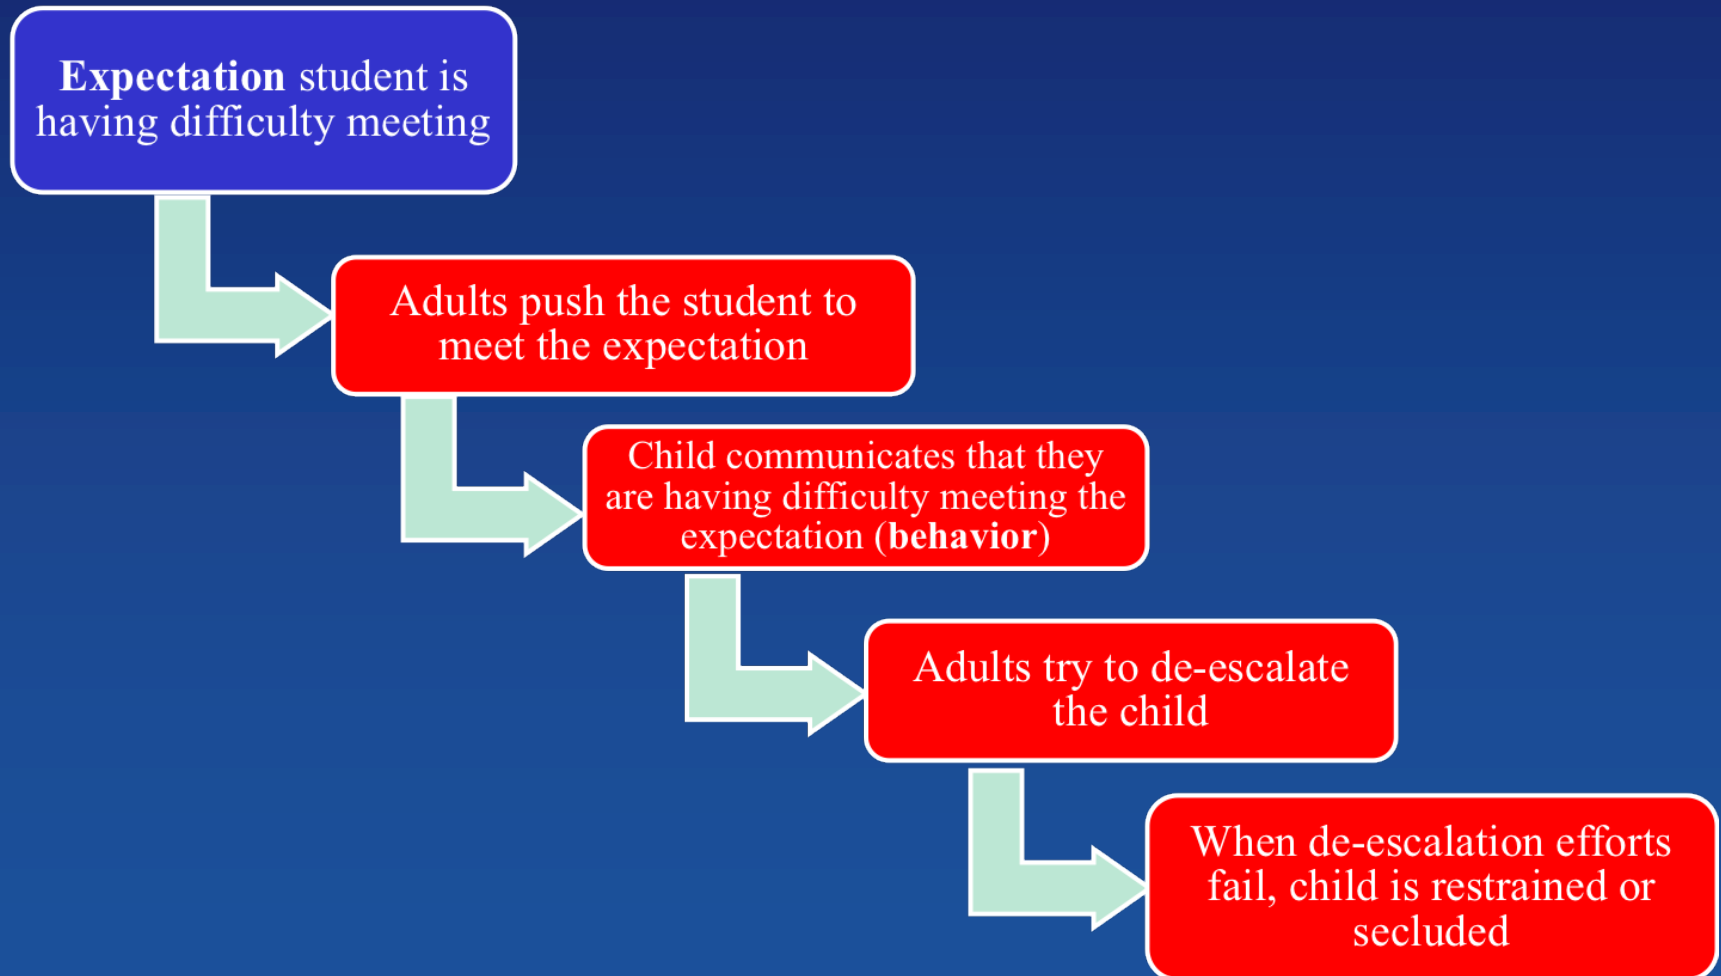 Expectation student is
having difficulty meeting
Adults push the student to
meet the expectation
Child communicates that they
are having difficulty meeting the
expectation (behavior)
Adults try to de-escalate
the child
When de-escalation efforts
fail, child is restrained or
secluded